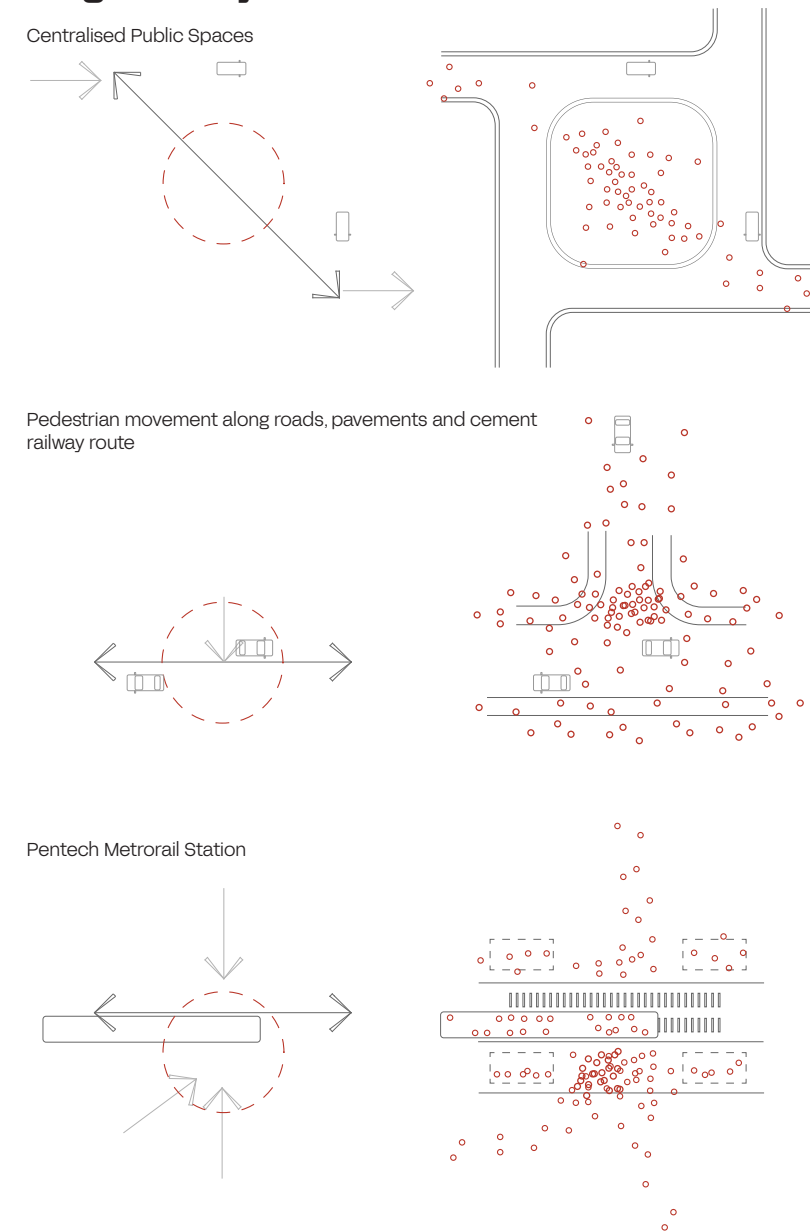 Centralised Public Spaces
Pedestrian movement along roads, pavements and cement
railway route
Pentech Metrorail Station